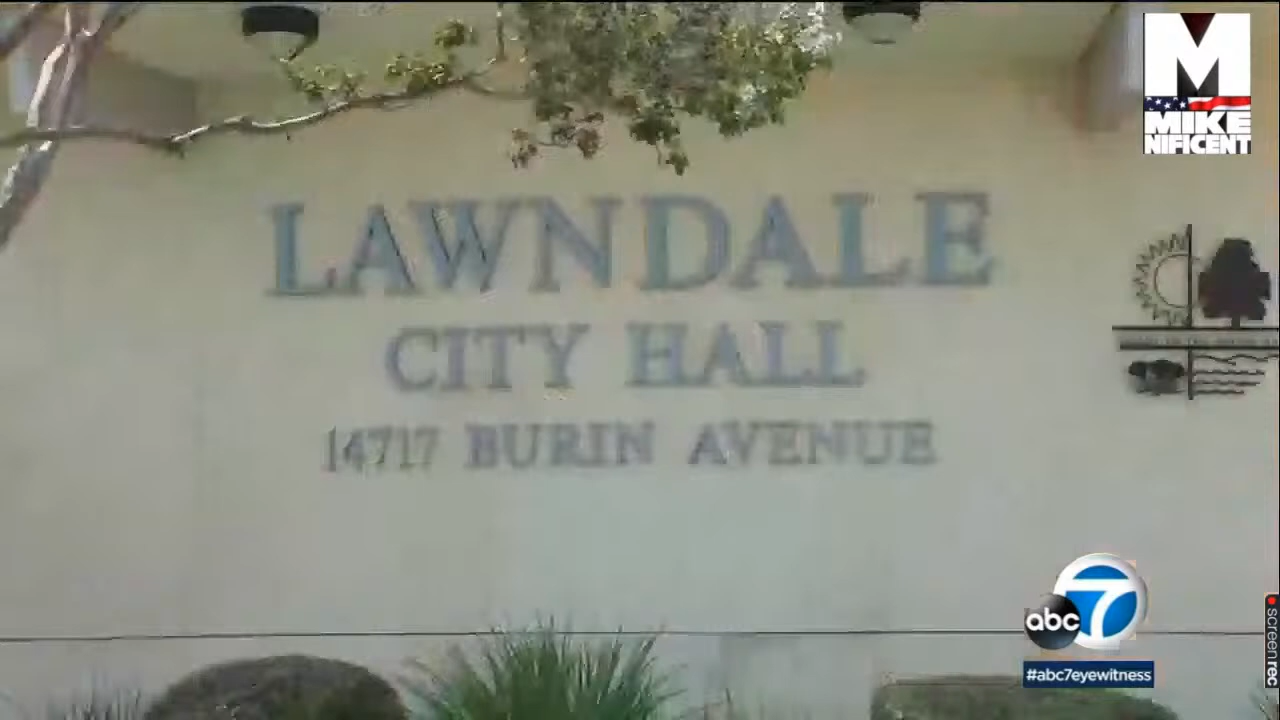 M
MIKE
NIFICENT
LAWNDALE
CITY HALL
14717 BURIN AVENUE
abc 7
#abc7eyewitness
screenrec